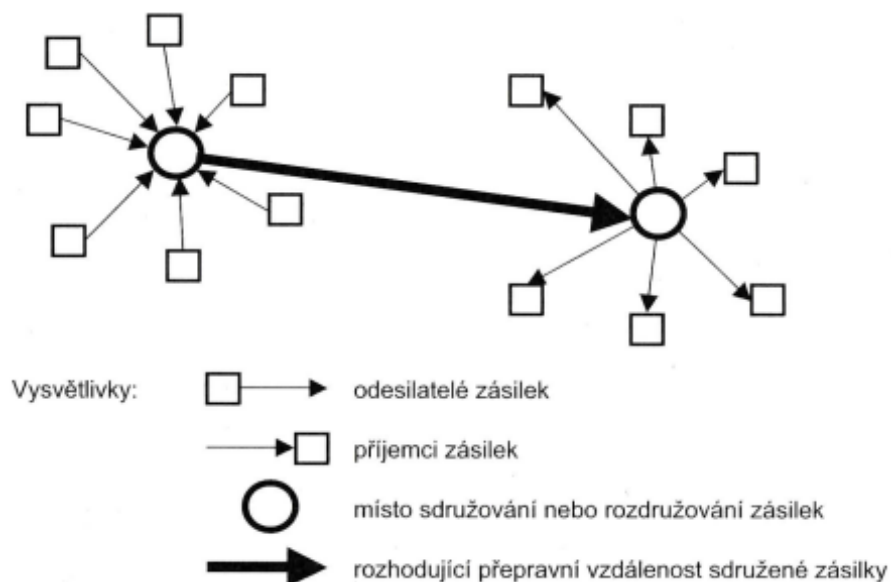 Vysvětlivky:
odesilatelé zásilek
příjemci zásilek
místo sdružování nebo rozdružování zásilek
rozhodující přepravní vzdálenost sdružené zásilky